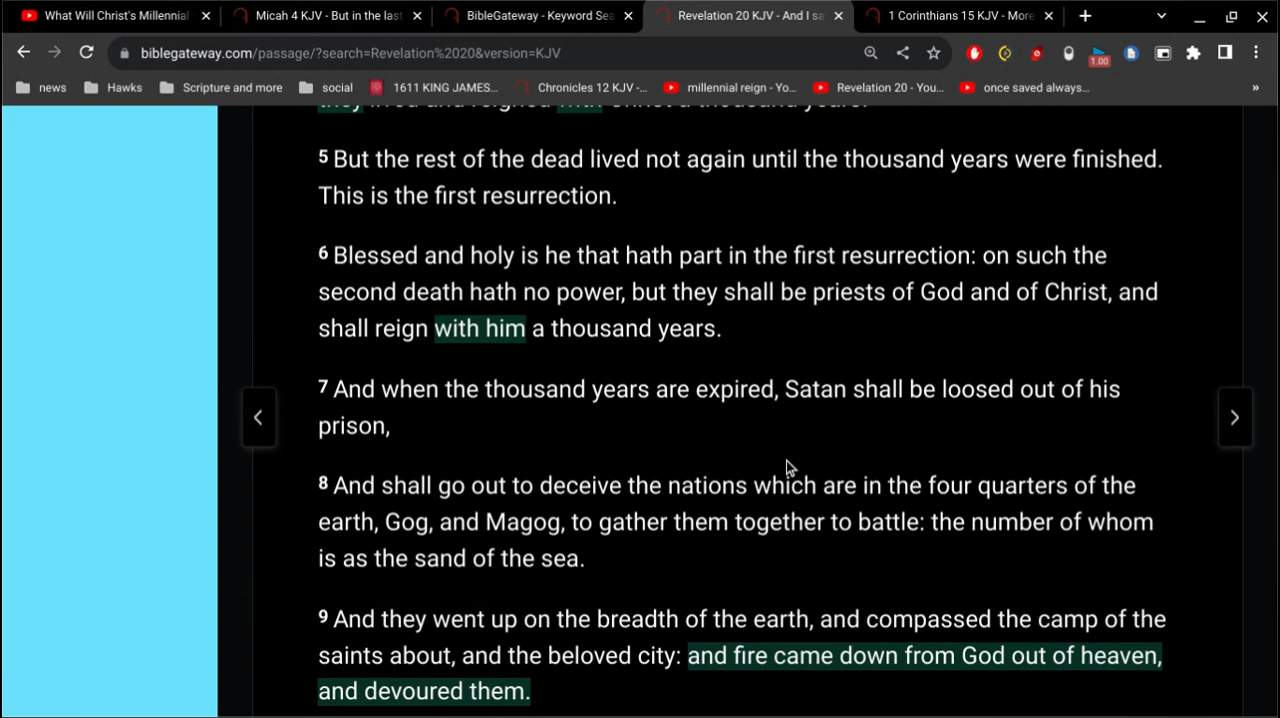 What Will Christ's Millennial
Micah 4 KJV - But in the last
BibleGateway - Keyword Sea
Revelation 20 KJV - And I sa
1 Corinthians 15 KJV - More
biblegateway.com/passage/?search=Revelation%2020&version=KJV
1.00
news
Hawks
Scripture and more
social
1611 KING JAMES...
Chronicles 12 KJV -...
millennial reign - Yo...
Revelation 20 - You...
once saved always...
»
they lived and reigned with Christ a thousand years.
5 But the rest of the dead lived not again until the thousand years were finished.
This is the first resurrection.
6 Blessed and holy is he that hath part in the first resurrection: on such the
second death hath no power, but they shall be priests of God and of Christ, and
shall reign with him a thousand years.
7 And when the thousand years are expired, Satan shall be loosed out of his
prison,
8 And shall go out to deceive the nations which are in the four quarters of the
earth, Gog, and Magog, to gather them together to battle: the number of whom
is as the sand of the sea.
9 And they went up on the breadth of the earth, and compassed the camp of the
saints about, and the beloved city: and fire came down from God out of heaven,
and devoured them.